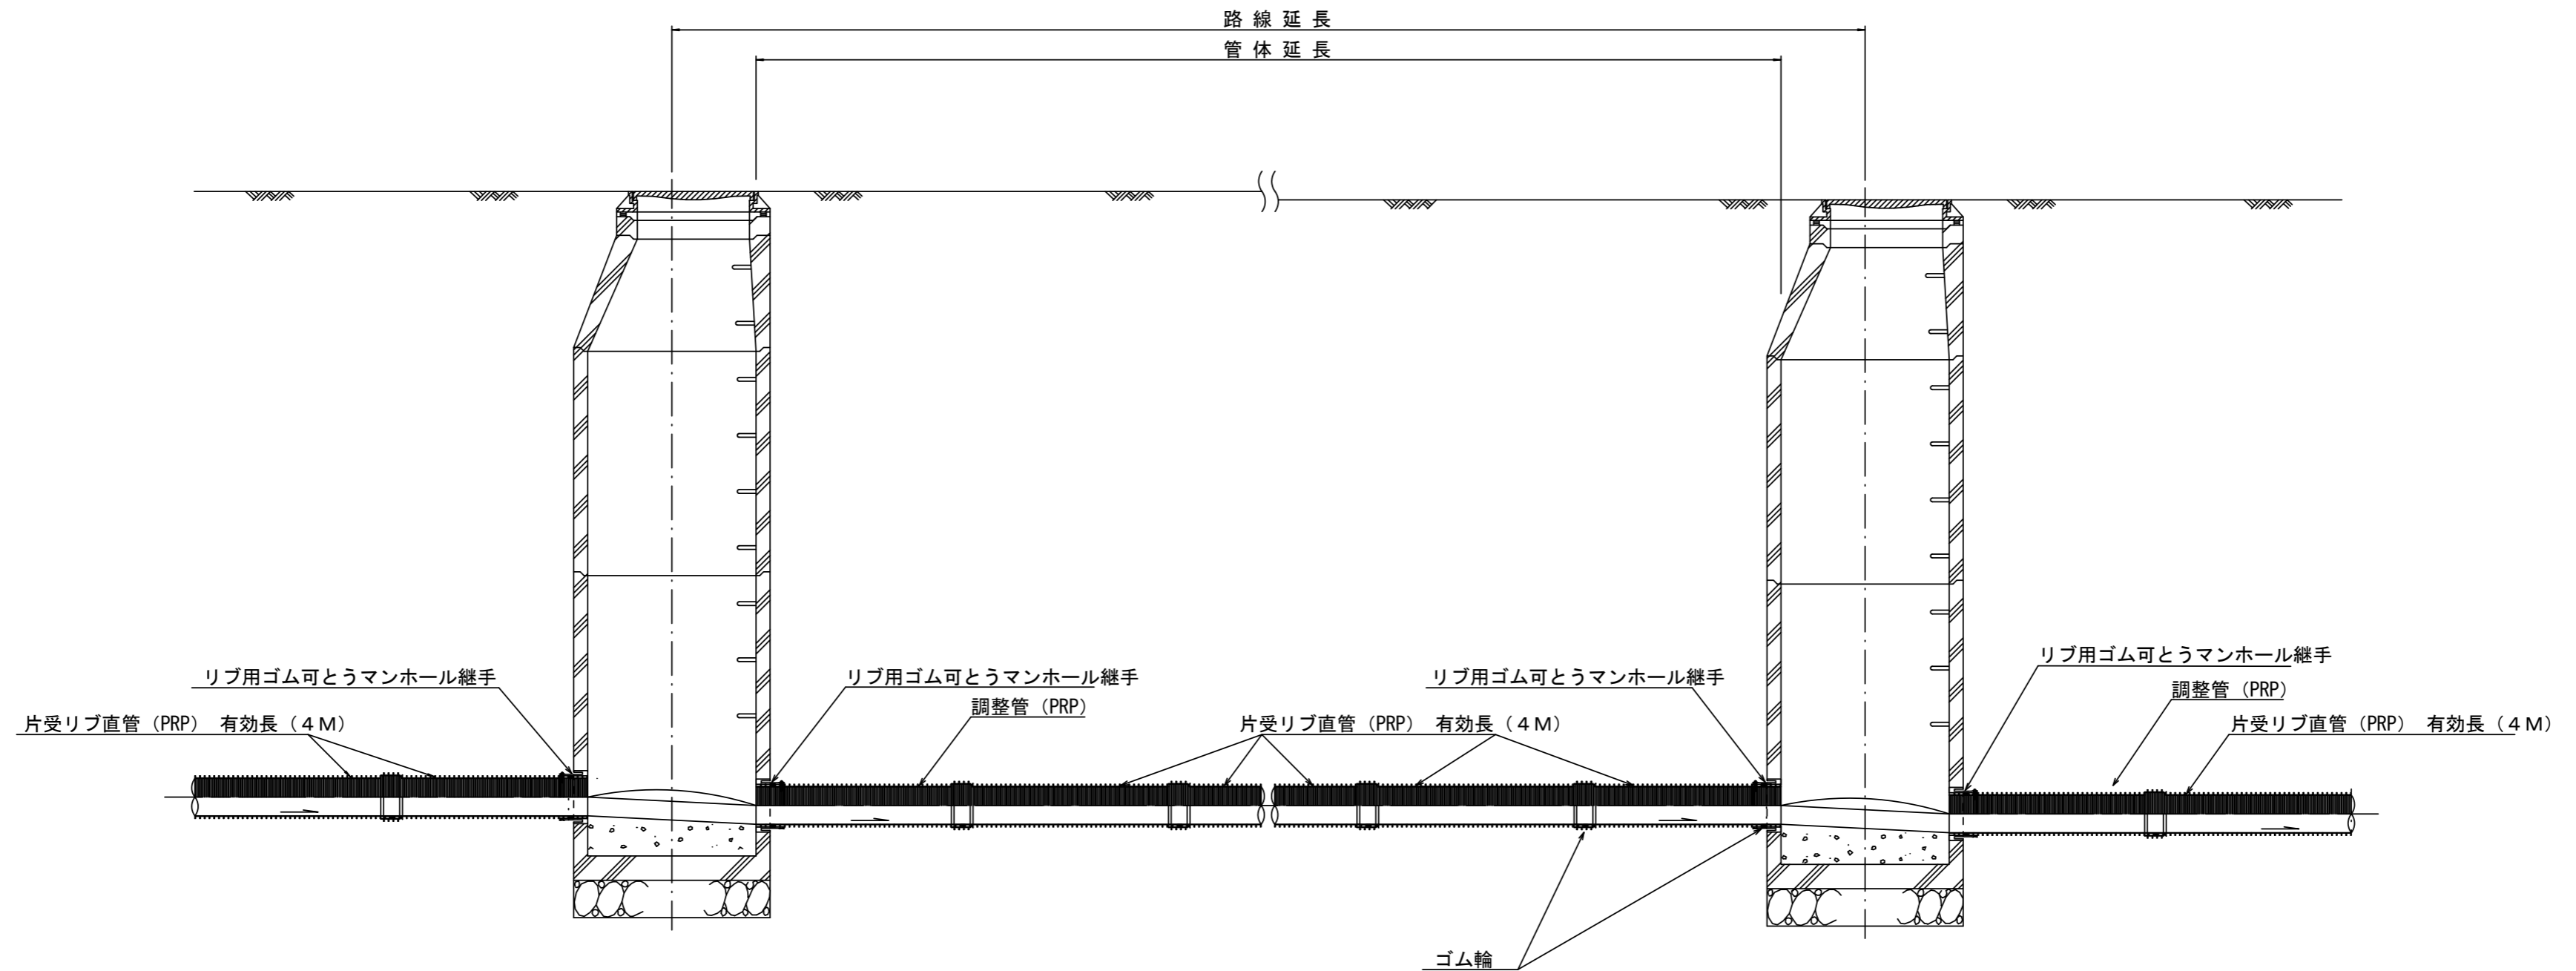 路線延長
管体延長
リブ用ゴム可とうマンホール継手
片受リブ直管（PRP） 有効長（４Ｍ）
リブ用ゴム可とうマンホール継手
調整管（PRP）
リブ用ゴム可とうマンホール継手
片受リブ直管（PRP） 有効長（４Ｍ）
リブ用ゴム可とうマンホール継手
調整管（PRP）
片受リブ直管（PRP） 有効長（４Ｍ）
ゴム輪